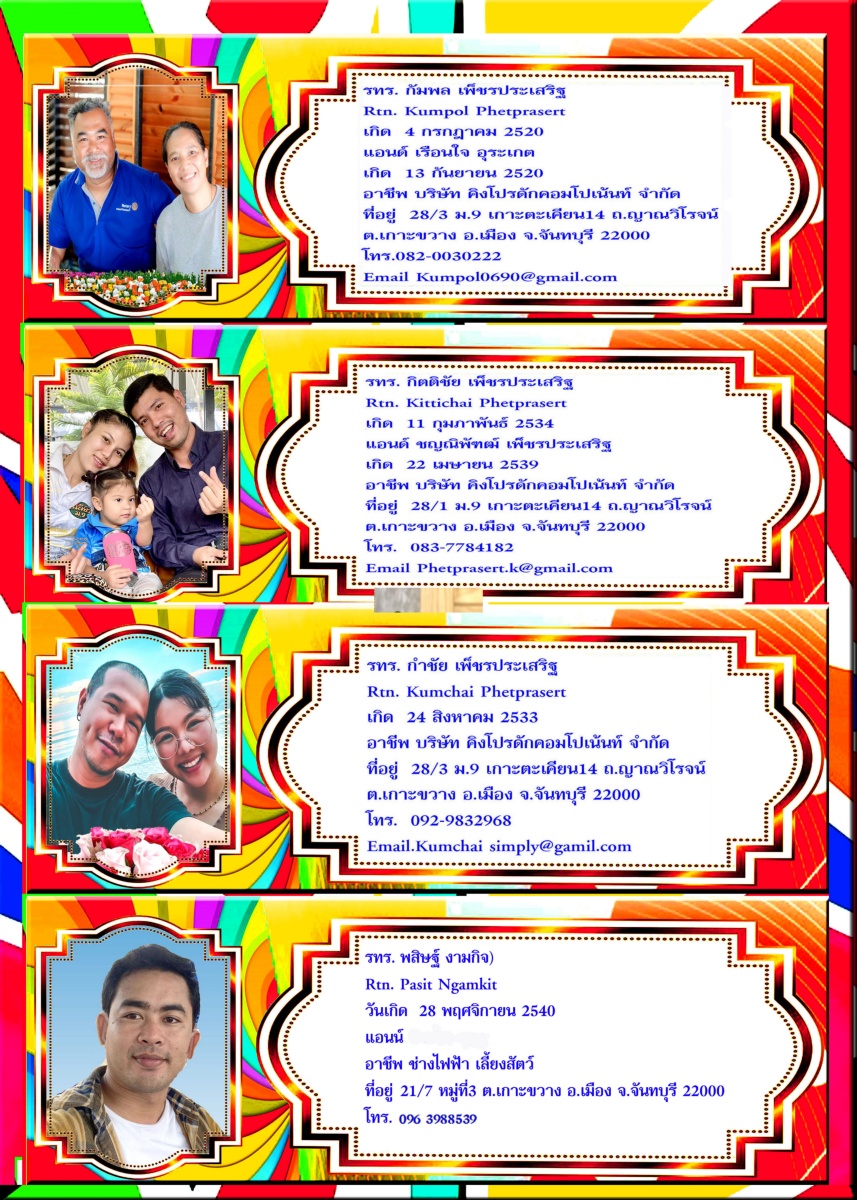 รทร. กัมพล เพ็ชรประเสริฐ
Rtn. Kumpol Phetprasert
เกิด 4 กรกฎาคม 2520
แอนด์ เรือนใจ อุระเกต
เกิด 13 กันยายน 2520
อาชีพ บริษัท คิงโปรดักคอมโปเน้นท์ จำกัด
ที่อยู่ 28/3 ม.9 เกาะตะเคียน14 ถ.ญาณวิโรจน์
ต.เกาะขวาง อ.เมือง จ.จันทบุรี 22000
โทร.082-0030222
Email Kumpol0690@gmail.com
รทร. กิตติชัย เพ็ชรประเสริฐ
Rtn. Kittichai Phetprasert
เกิด 11 กุมภาพันธ์ 2534
แอนด์ ชญณิพัฑฒ์ เพ็ชรประเสริฐ
เกิด 22 เมษายน 2539
อาชีพ บริษัท คิงโปรดักคอมโปเน้นท์ จำกัด
ที่อยู่ 28/1 ม.9 เกาะตะเคียน14 ถ.ญาณวิโรจน์
ต.เกาะขวาง อ.เมือง จ.จันทบุรี 22000
โทร. 083-7784182
Email Phetprasert.k@gmail.com
รทร. กำชัย เพ็ชรประเสริฐ
Rtn. Kumchai Phetprasert
เกิด 24 สิงหาคม 2533
อาชีพ บริษัท คิงโปรดักคอมโปเน้นท์ จำกัด
ที่อยู่ 28/3 ม.9 เกาะตะเคียน14 ถ.ญาณวิโรจน์
ต.เกาะขวาง อ.เมือง จ.จันทบุรี 22000
โทร. 092-9832968
Email.Kumchai simply@gamil.com
รทร. พสิษฐ์ งามกิจ)
Rtn. Pasit Ngamkit
วันเกิด 28 พฤศจิกายน 2540
แอนน์
อาชีพ ช่างไฟฟ้า เลี้ยงสัตว์
ที่อยู่ 21/7 หมู่ที่3 ต.เกาะขวาง อ.เมือง จ.จันทบุรี 22000
โทร. 096 3988539